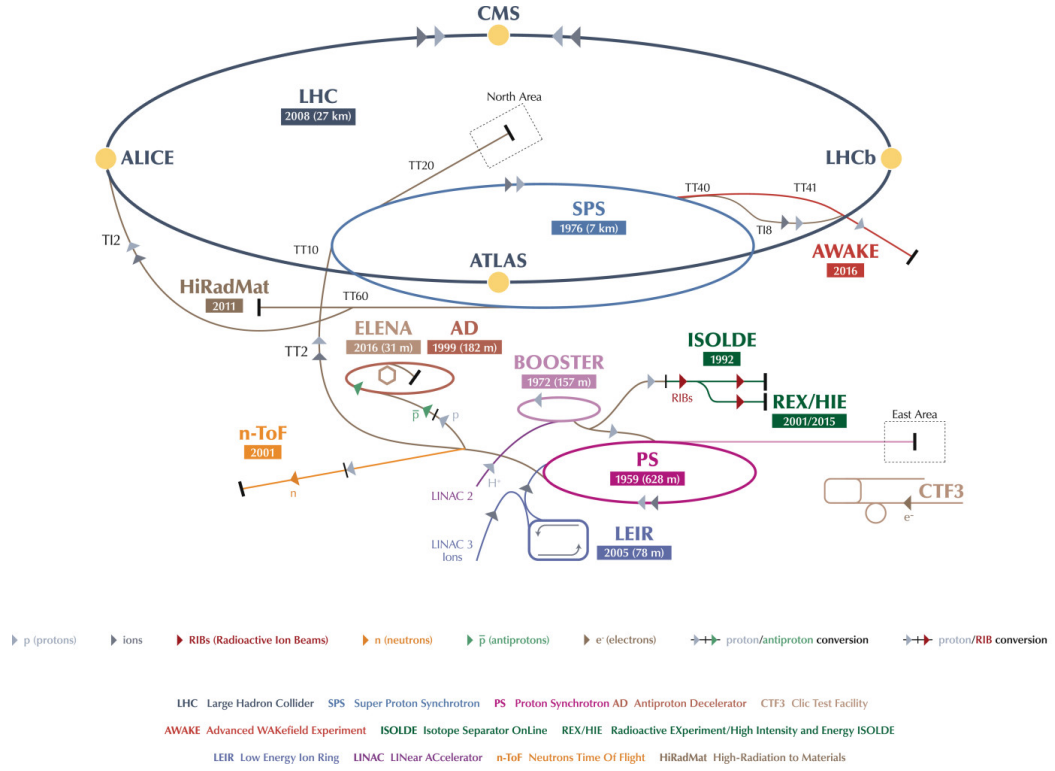 CMS
LHC
2008 (27 km)
North Area
ALICE
LHCb
TT20
TT40
TT41
SPS
1976 (7 km)
TI8
TI2
TT10
ATLAS
AWAKE
2016
HiRadMat
2011
TT60
ELENA
2016 (31 m)
AD
1999 (182 m)
TT2
BOOSTER
1972 (157 m)
ISOLDE
1992
RIBs
REX/HIE
2001/2015
p̅
p
East Area
n-ToF
2001
PS
1959 (628 m)
n
LINAC 2
H⁺
CTF3
e⁻
LINAC 3
Ions
LEIR
2005 (78 m)
p (protons) ions RIBs (Radioactive Ion Beams) n (neutrons) p̅ (antiprotons) e⁻ (electrons) proton/antiproton conversion proton/RIB conversion
LHC Large Hadron Collider SPS Super Proton Synchrotron PS Proton Synchrotron AD Antiproton Decelerator CTF3 Clic Test Facility
AWAKE Advanced WAKefield Experiment ISOLDE Isotope Separator OnLine REX/HIE Radioactive EXperiment/High Intensity and Energy ISOLDE
LEIR Low Energy Ion Ring LINAC LINear ACcelerator n-ToF Neutrons Time Of Flight HiRadMat High-Radiation to Materials